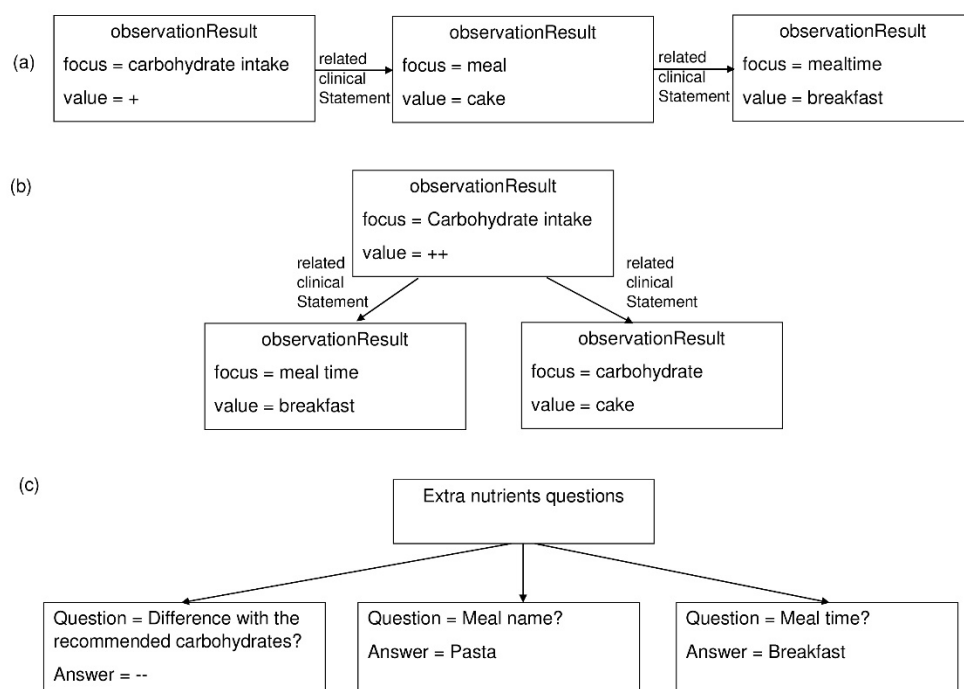 (a)
observationResult
focus = carbohydrate intake
value = +
related
clinical
Statement
observationResult
focus = meal
value = cake
related
clinical
Statement
observationResult
focus = mealtime
value = breakfast
(b)
observationResult
focus = Carbohydrate intake
value = ++
related
clinical
Statement
related
clinical
Statement
observationResult
focus = meal time
value = breakfast
observationResult
focus = carbohydrate
value = cake
(c)
Extra nutrients questions
Question = Difference with the
recommended carbohydrates?
Answer = --
Question = Meal name?
Answer = Pasta
Question = Meal time?
Answer = Breakfast